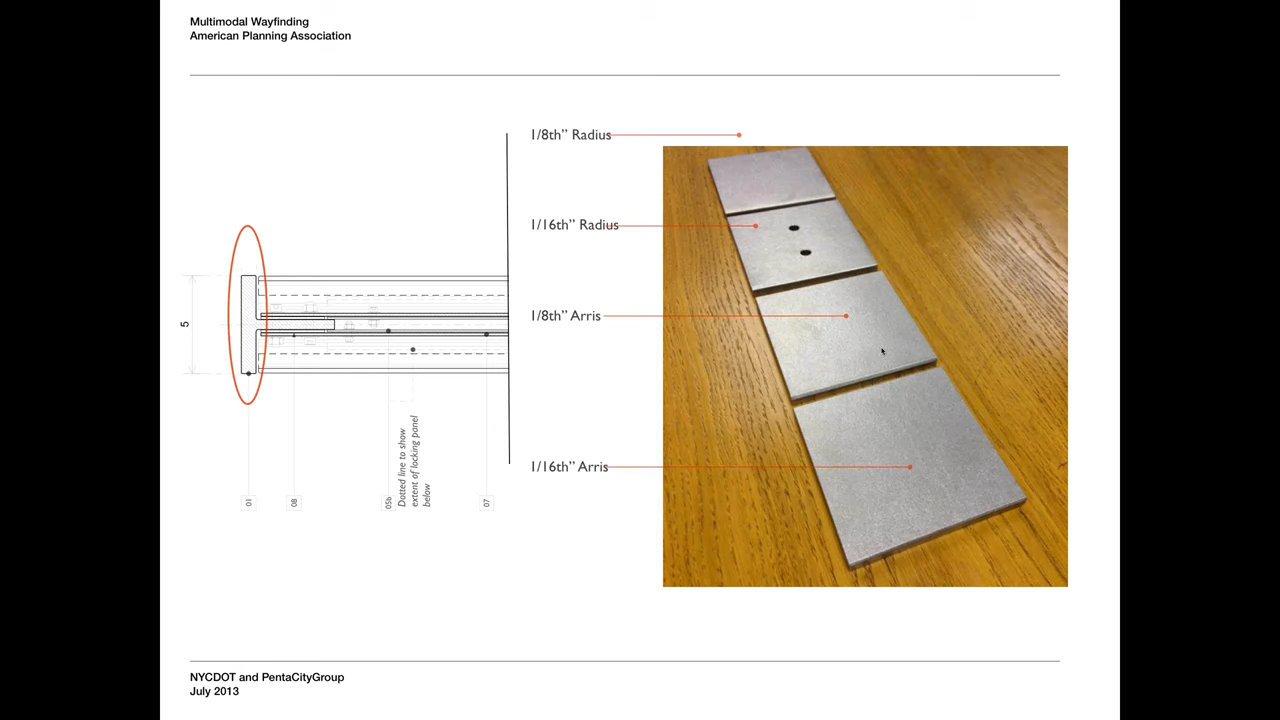 Multimodal Wayfinding
American Planning Association
1/8th” Radius
1/16th” Radius
1/8th” Arris
1/16th” Arris
5
Dotted line to show
extent of locking panel
below
01
08
05b
07
NYCDOT and PentaCityGroup
July 2013